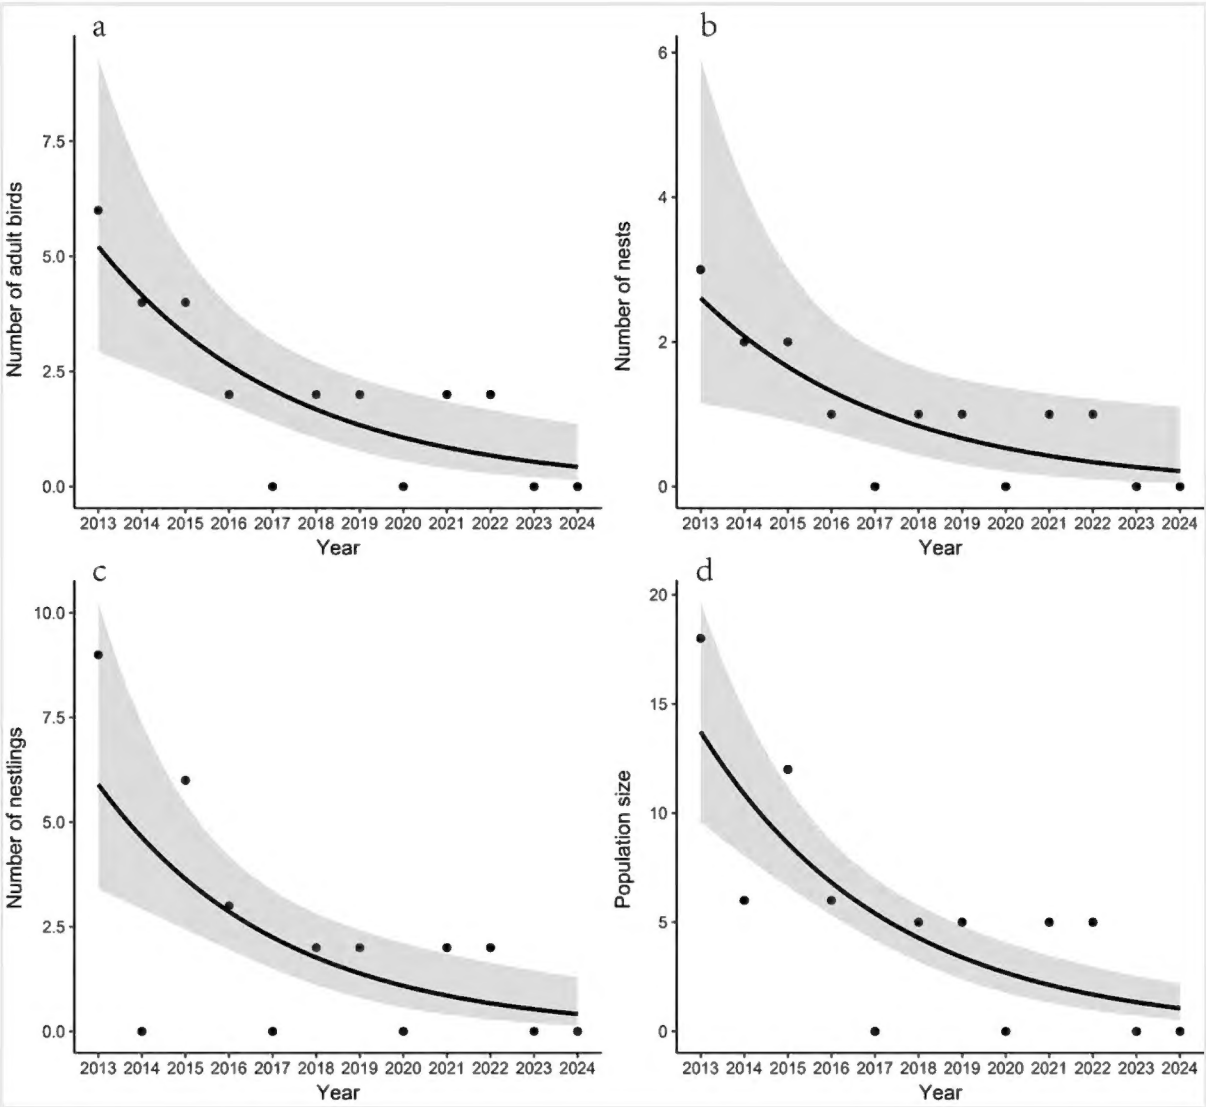 a
Number of adult birds
7.5
5.0
2.5
0.0
2013 2014 2015 2016 2017 2018 2019 2020 2021 2022 2023 2024
Year
b
Number of nests
6
4
2
0
2013 2014 2015 2016 2017 2018 2019 2020 2021 2022 2023 2024
Year
c
Number of nestlings
10.0
7.5
5.0
2.5
0.0
2013 2014 2015 2016 2017 2018 2019 2020 2021 2022 2023 2024
Year
d
Population size
20
15
10
5
0
2013 2014 2015 2016 2017 2018 2019 2020 2021 2022 2023 2024
Year